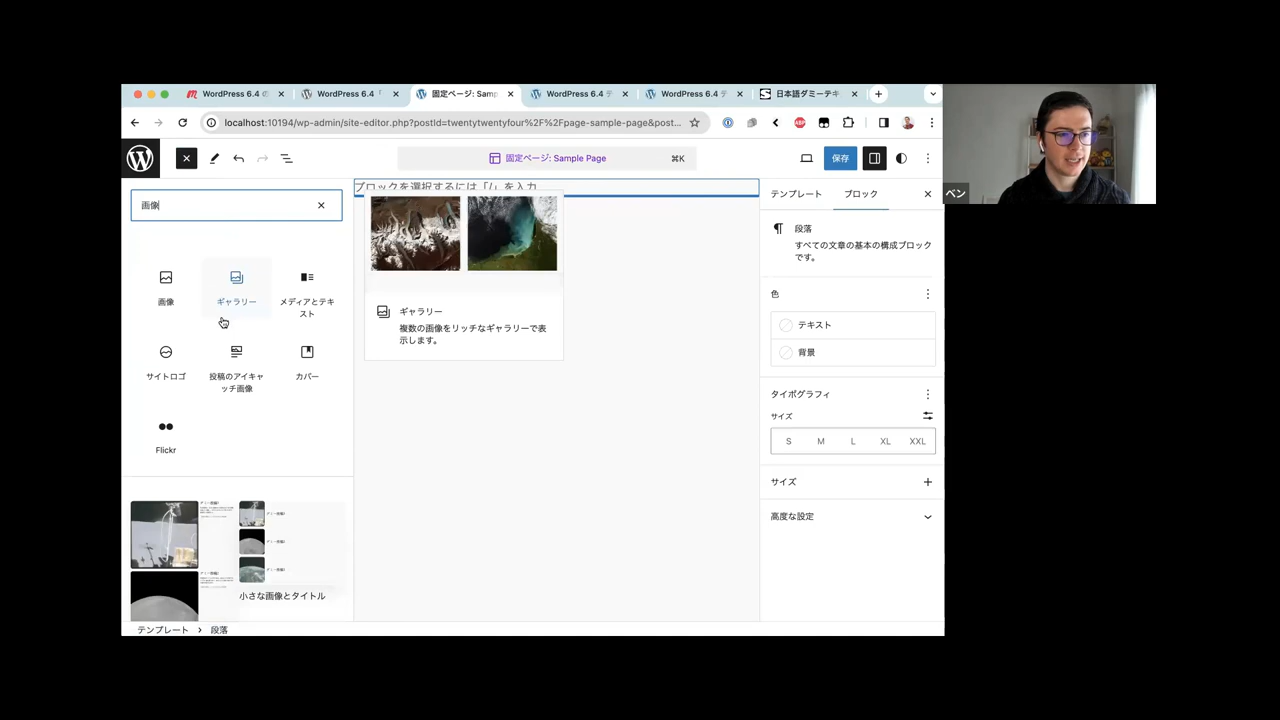 WordPress 6.4 の
WordPress 6.4「
固定ページ: Sam
WordPress 6.4 テ
WordPress 6.4 テ
日本語ダミーテキ
localhost:10194/wp-admin/site-editor.php?postId=twentytwentyfour%2F%2Fpage-sample-page&post...
ABP
固定ページ: Sample Page
⌘K
保存
ブロックを選択するには「/」を入力
画像
画像
ギャラリー
メディアとテキ
スト
サイトロゴ
投稿のアイキャ
ッチ画像
カバー
Flickr
小さな画像とタイトル
ギャラリー
複数の画像をリッチなギャラリーで表
示します。
テンプレート
ブロック
段落
すべての文章の基本の構成ブロック
です。
色
テキスト
背景
タイポグラフィ
サイズ
S M L XL XXL
サイズ
高度な設定
テンプレート > 段落
ベン